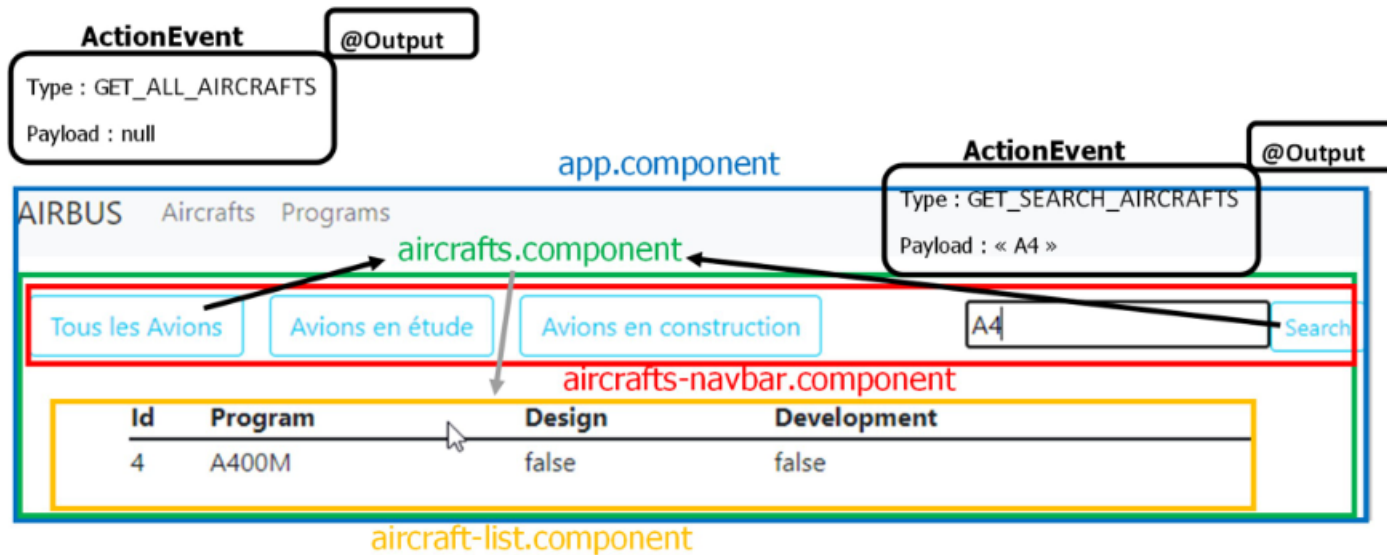 ActionEvent
@Output
Type : GET_ALL_AIRCRAFTS
Payload : null
ActionEvent
@Output
app.component
Type : GET_SEARCH_AIRCRAFTS
Payload : « A4 »
AIRBUS Aircrafts Programs
aircrafts.component
Tous les Avions Avions en étude Avions en construction A4 Search
aircrafts-navbar.component
Id Program Design Development
4 A400M false false
aircraft-list.component